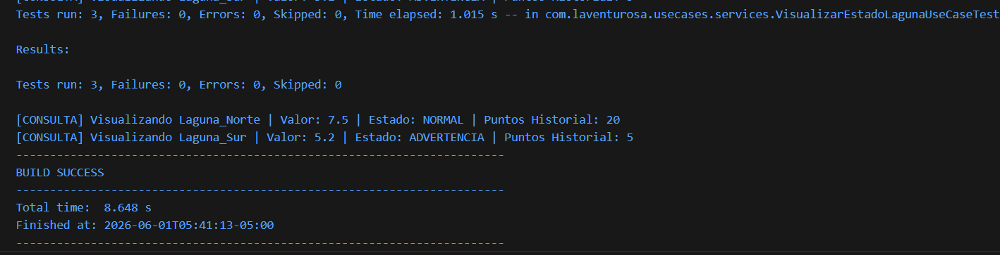 Tests run: 3, Failures: 0, Errors: 0, Skipped: 0, Time elapsed: 1.015 s -- in com.laventurosa.usecases.services.VisualizarEstadoLagunaUseCaseTest
Results:
Tests run: 3, Failures: 0, Errors: 0, Skipped: 0
[CONSULTA] Visualizando Laguna_Norte | Valor: 7.5 | Estado: NORMAL | Puntos Historial: 20
[CONSULTA] Visualizando Laguna_Sur | Valor: 5.2 | Estado: ADVERTENCIA | Puntos Historial: 5
------------------------------------------------------------------------
BUILD SUCCESS
------------------------------------------------------------------------
Total time:  8.648 s
Finished at: 2026-06-01T05:41:13-05:00
------------------------------------------------------------------------